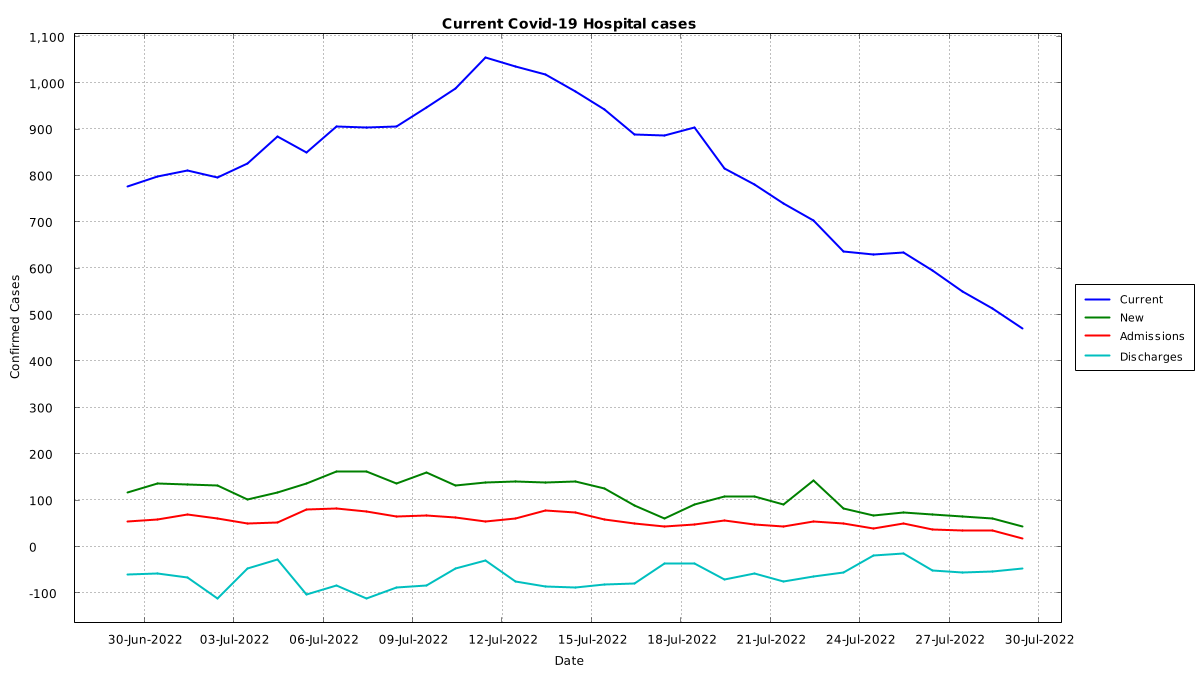 Current Covid-19 Hospital cases
1,100
1,000
900
800
700
600
500
400
300
200
100
0
-100
Confirmed Cases
30-Jun-2022 03-Jul-2022 06-Jul-2022 09-Jul-2022 12-Jul-2022 15-Jul-2022 18-Jul-2022 21-Jul-2022 24-Jul-2022 27-Jul-2022 30-Jul-2022
Date
Current
New
Admissions
Discharges